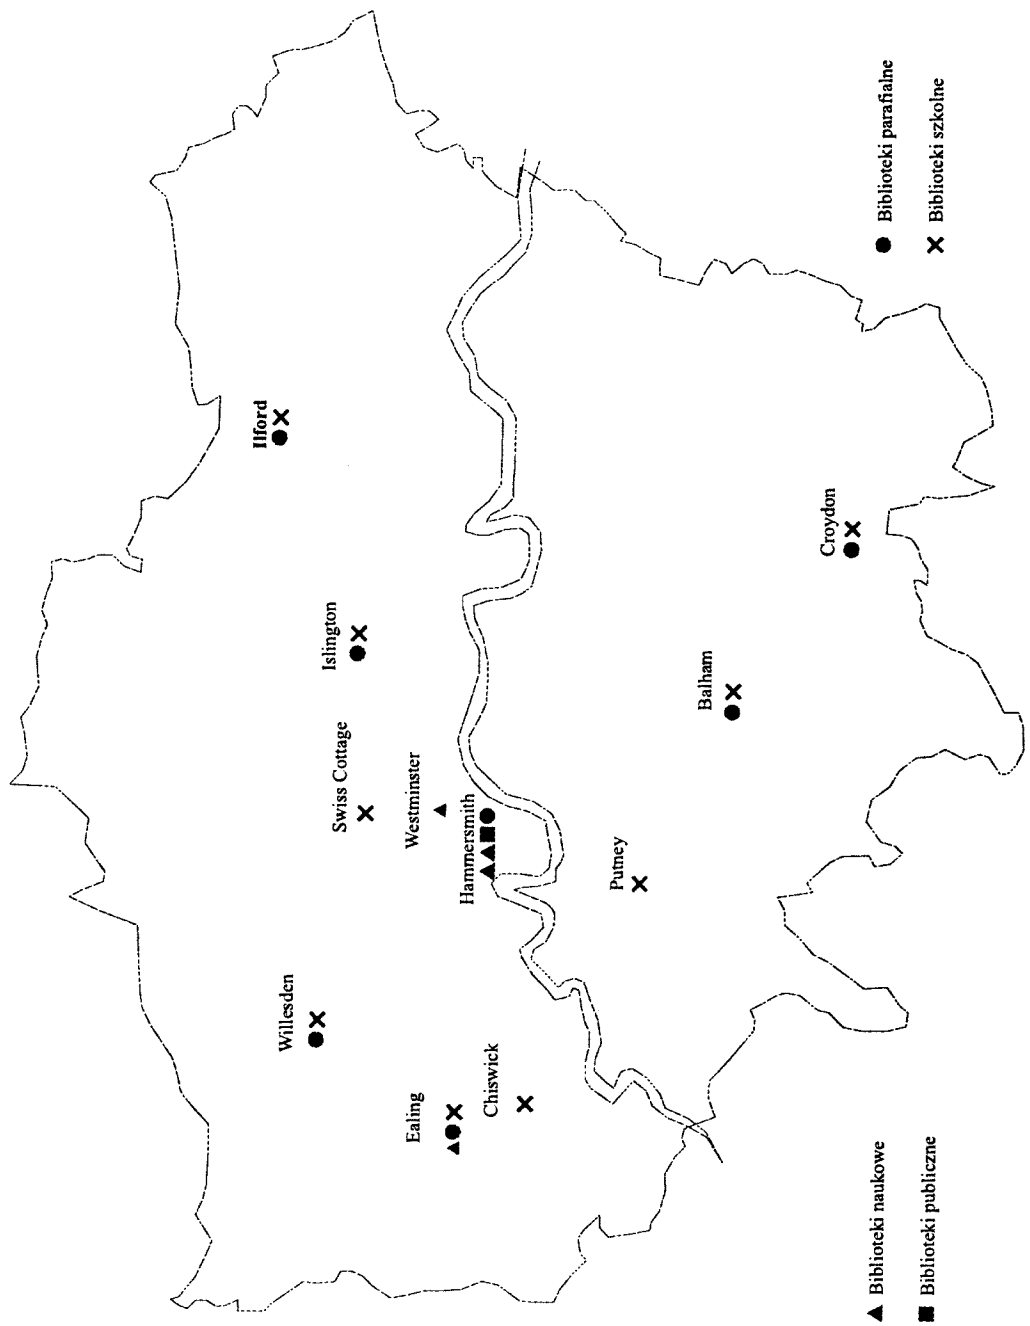 Ilford
Islington
Swiss Cottage
Westminster
Hammersmith
Willesden
Ealing
Chiswick
Putney
Balham
Croydon
Biblioteki naukowe
Biblioteki publiczne
Biblioteki parafialne
Biblioteki szkolne